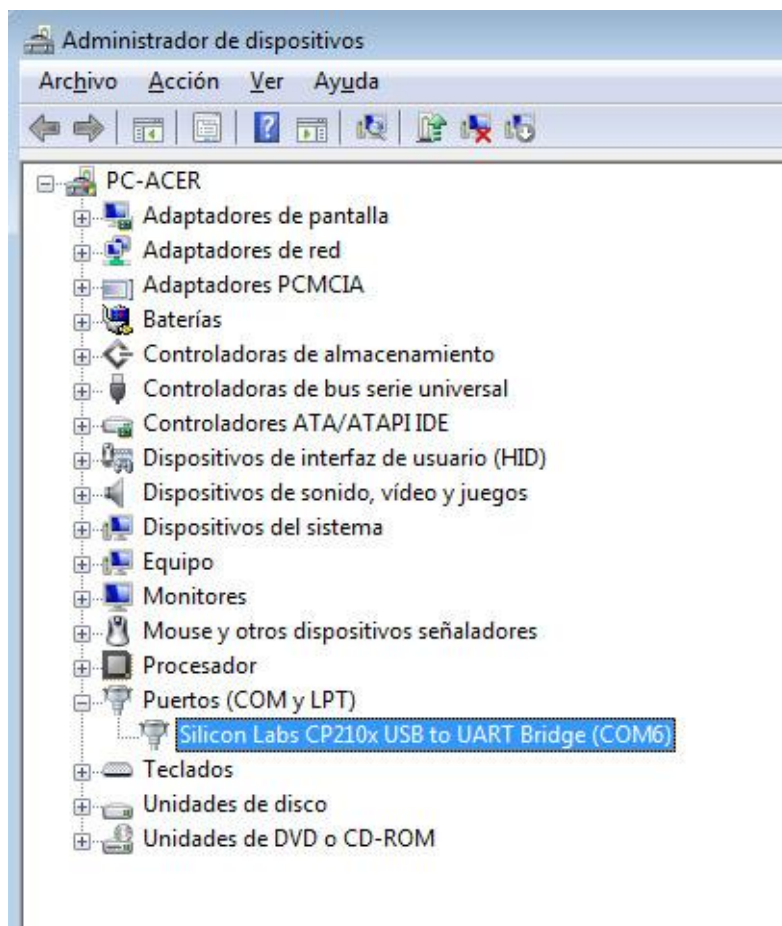 Administrador de dispositivos
Archivo Acción Ver Ayuda
PC-ACER
Adaptadores de pantalla
Adaptadores de red
Adaptadores PCMCIA
Baterías
Controladoras de almacenamiento
Controladoras de bus serie universal
Controladores ATA/ATAPI IDE
Dispositivos de interfaz de usuario (HID)
Dispositivos de sonido, vídeo y juegos
Dispositivos del sistema
Equipo
Monitores
Mouse y otros dispositivos señaladores
Procesador
Puertos (COM y LPT)
Silicon Labs CP210x USB to UART Bridge (COM6)
Teclados
Unidades de disco
Unidades de DVD o CD-ROM